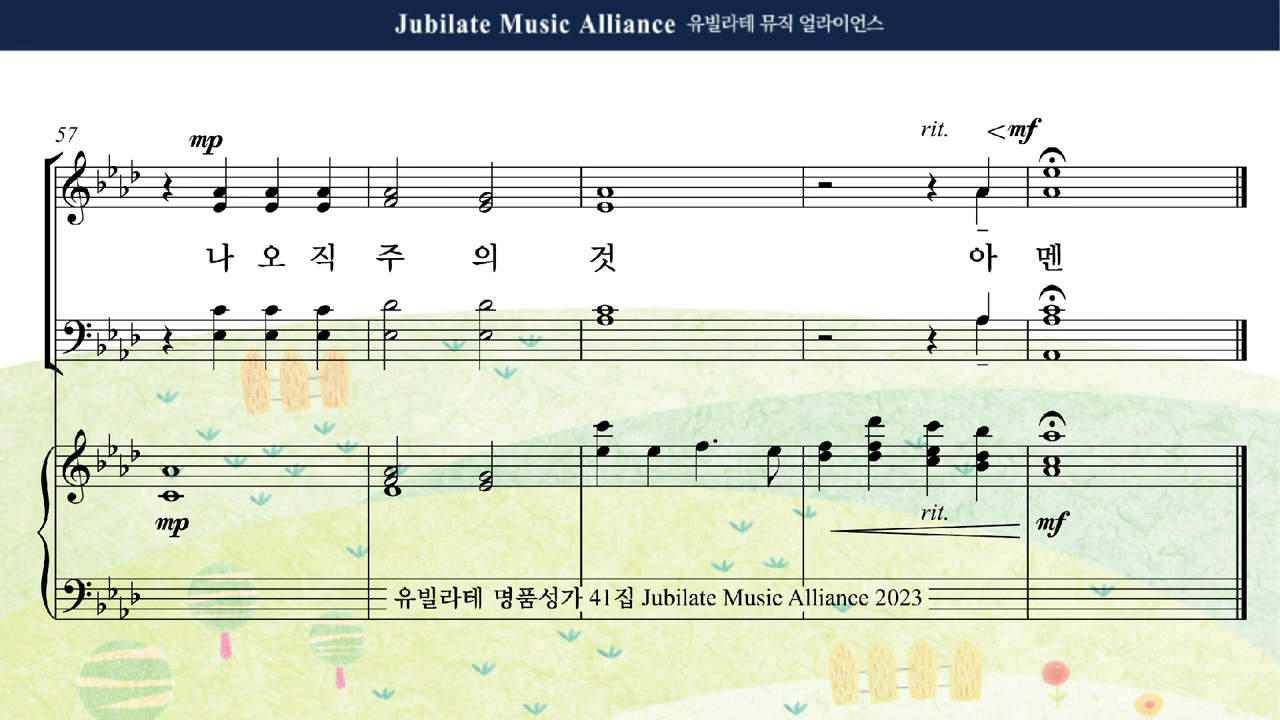 Jubilate Music Alliance 유빌라테 뮤직 얼라이언스
57
mp
rit. mf
나 오 직 주 의 것 아 멘
mp rit. mf
유빌라테 명품성가 41집 Jubilate Music Alliance 2023